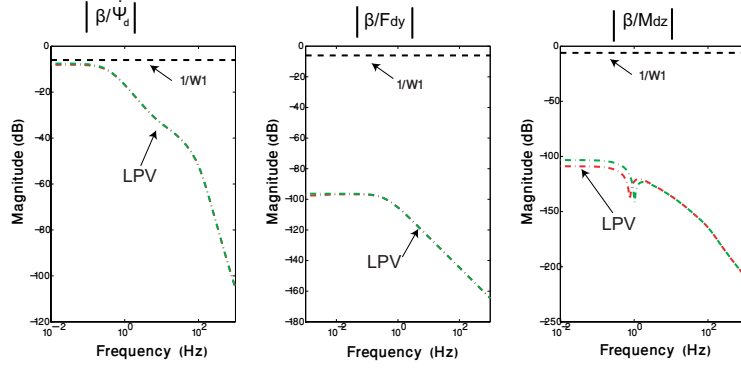 | β/Ψ̇d |
0
−20
−40
−60
−80
−100
−120
Magnitude (dB)
1/W1
LPV
10−2
100
102
Frequency (Hz)
| β/Fdy |
0
−20
−40
−60
−80
−100
−120
−140
−160
−180
Magnitude (dB)
1/W1
LPV
10−2
100
102
Frequency (Hz)
| β/Mdz |
0
−50
−100
−150
−200
−250
Magnitude (dB)
1/W1
LPV
10−2
100
102
Frequency (Hz)